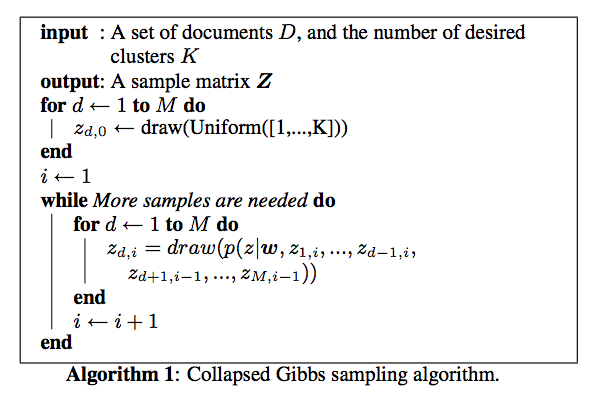 input : A set of documents D, and the number of desired
clusters K
output: A sample matrix Z
for d ← 1 to M do
z_{d,0} ← draw(Uniform([1,...,K]))
end
i ← 1
while More samples are needed do
for d ← 1 to M do
z_{d,i} = draw(p(z|w, z_{1,i}, ..., z_{d−1,i},
z_{d+1,i−1}, ..., z_{M,i−1}))
end
i ← i + 1
end
Algorithm 1: Collapsed Gibbs sampling algorithm.